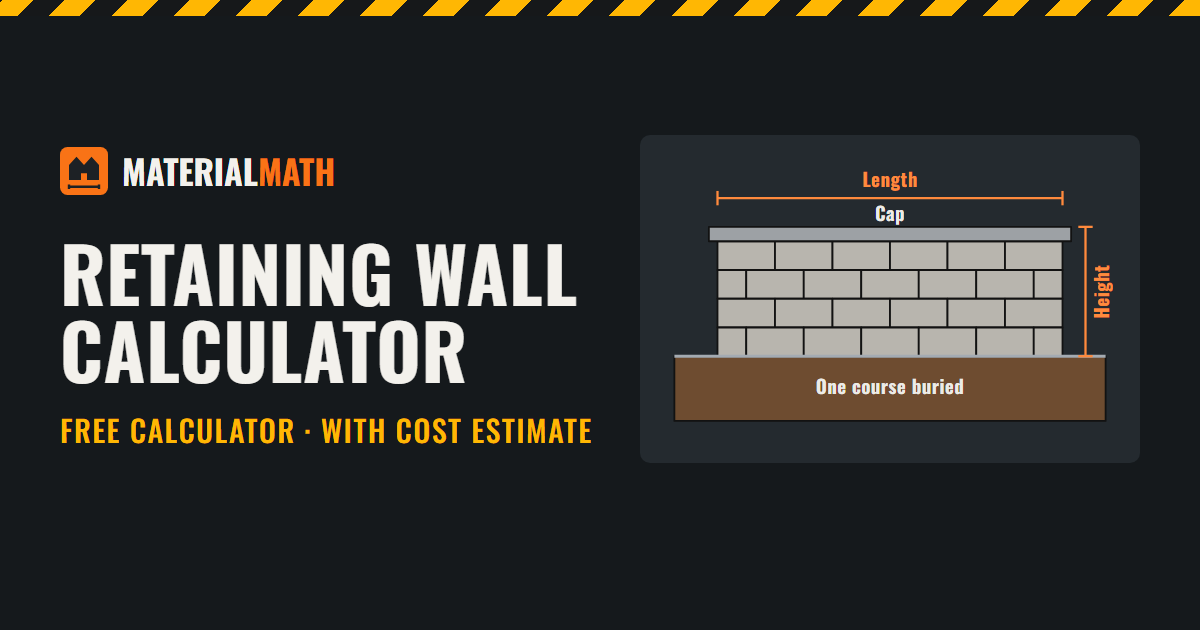 MATERIALMATH
RETAINING WALL
CALCULATOR
FREE CALCULATOR · WITH COST ESTIMATE
Length
Cap
Height
One course buried